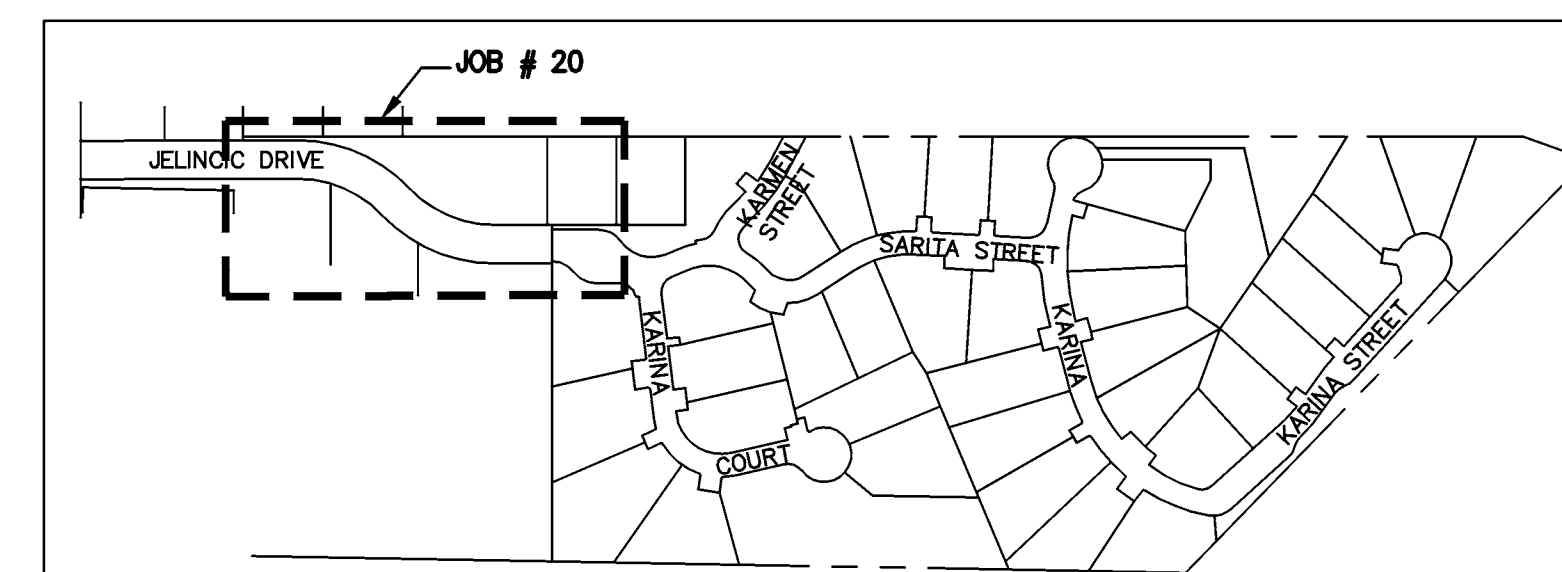 JOB # 20
JELINCIC DRIVE
KARMEN
STREET
SARITA STREET
KARINA
KARINA
KARINA STREET
COURT